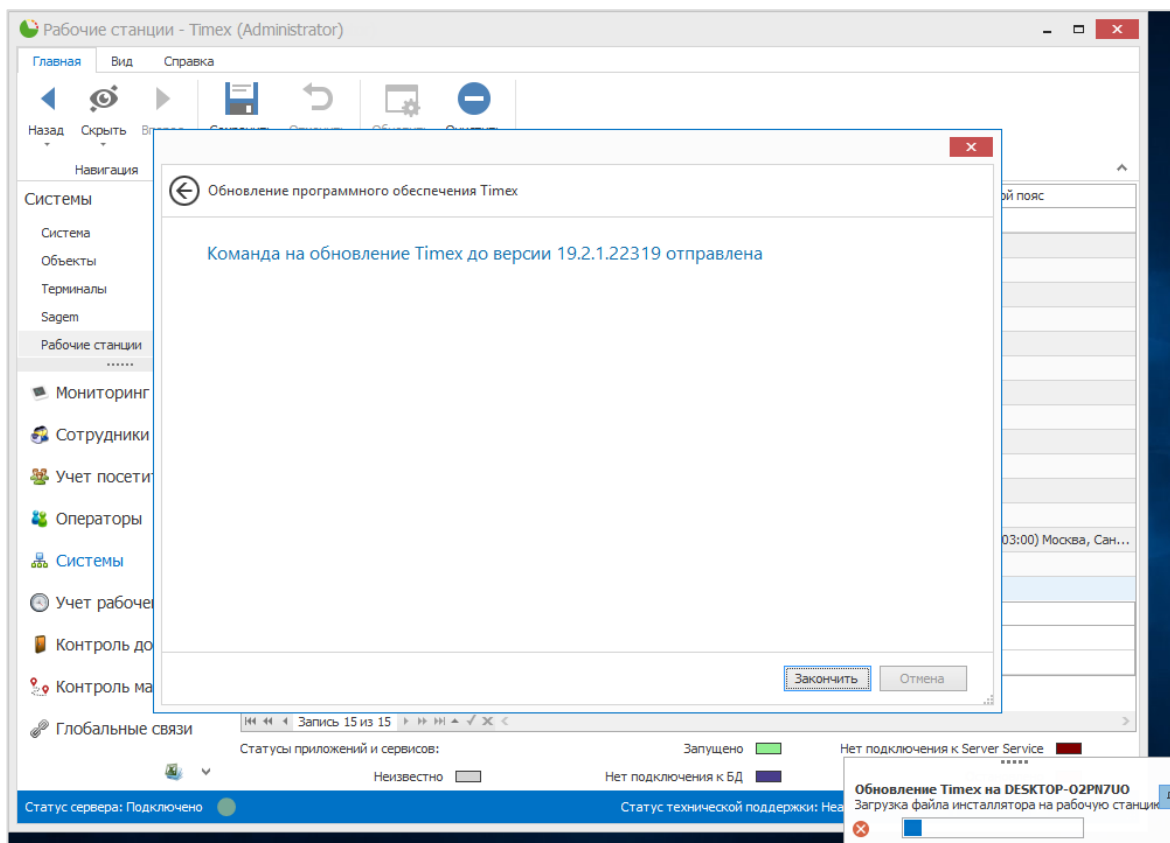 Рабочие станции - Timex (Administrator)
Главная Вид Справка
Назад Скрыть
Навигация
Обновление программного обеспечения Timex
Системы
ой пояс
Система
Команда на обновление Timex до версии 19.2.1.22319 отправлена
Объекты
Терминалы
Sagem
Рабочие станции
Мониторинг
Сотрудники
Учет посети
Операторы
03:00) Москва, Сан...
Системы
Учет рабоче
Контроль до
Закончить Отмена
Контроль ма
Глобальные связи
Запись 15 из 15
Статусы приложений и сервисов: Запущено Нет подключения к Server Service
Неизвестно Нет подключения к БД
Обновление Timex на DESKTOP-O2PN7UO
Статус сервера: Подключено Статус технической поддержки: Неа
Загрузка файла инсталлятора на рабочую станцию